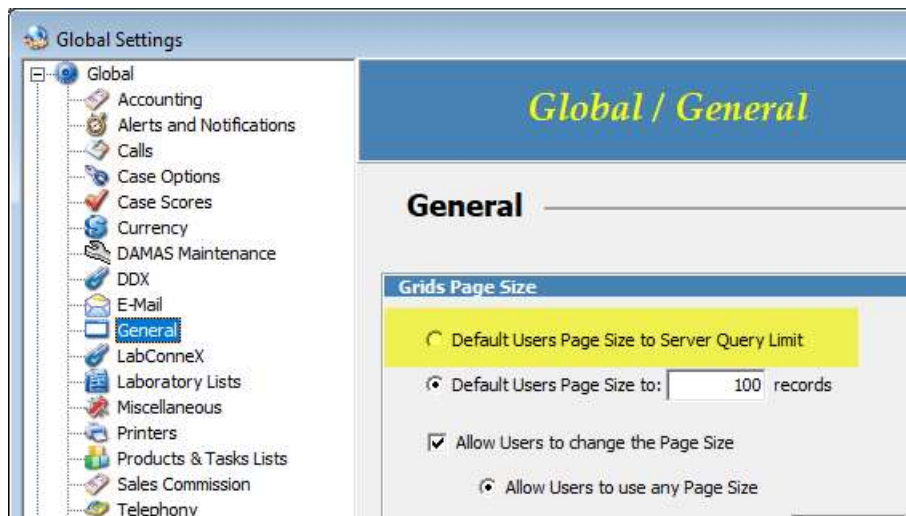 Global Settings
Global
Accounting
Alerts and Notifications
Calls
Case Options
Case Scores
Currency
DAMAS Maintenance
DDX
E-Mail
General
LabConneX
Laboratory Lists
Miscellaneous
Printers
Products & Tasks Lists
Sales Commission
Telephony
Global / General
General
Grids Page Size
Default Users Page Size to Server Query Limit
Default Users Page Size to: 100 records
Allow Users to change the Page Size
Allow Users to use any Page Size